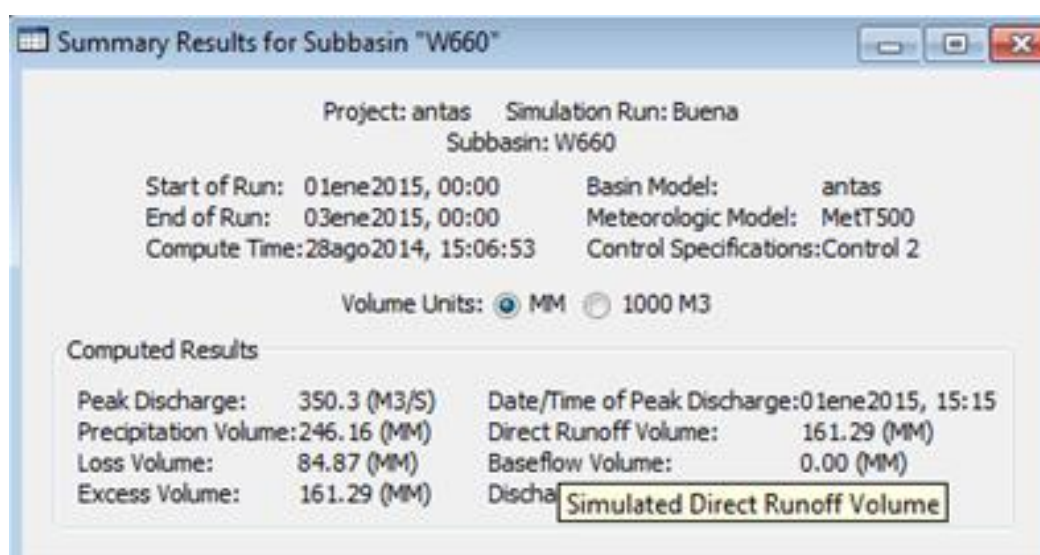 Summary Results for Subbasin "W660"
Project: antas Simulation Run: Buena
Subbasin: W660
Start of Run: 01ene2015, 00:00 Basin Model: antas
End of Run: 03ene2015, 00:00 Meteorologic Model: MetT500
Compute Time:28ago2014, 15:06:53 Control Specifications:Control 2
Volume Units: MM 1000 M3
Computed Results
Peak Discharge: 350.3 (M3/S) Date/Time of Peak Discharge:01ene2015, 15:15
Precipitation Volume:246.16 (MM) Direct Runoff Volume: 161.29 (MM)
Loss Volume: 84.87 (MM) Baseflow Volume: 0.00 (MM)
Excess Volume: 161.29 (MM) Discha Simulated Direct Runoff Volume